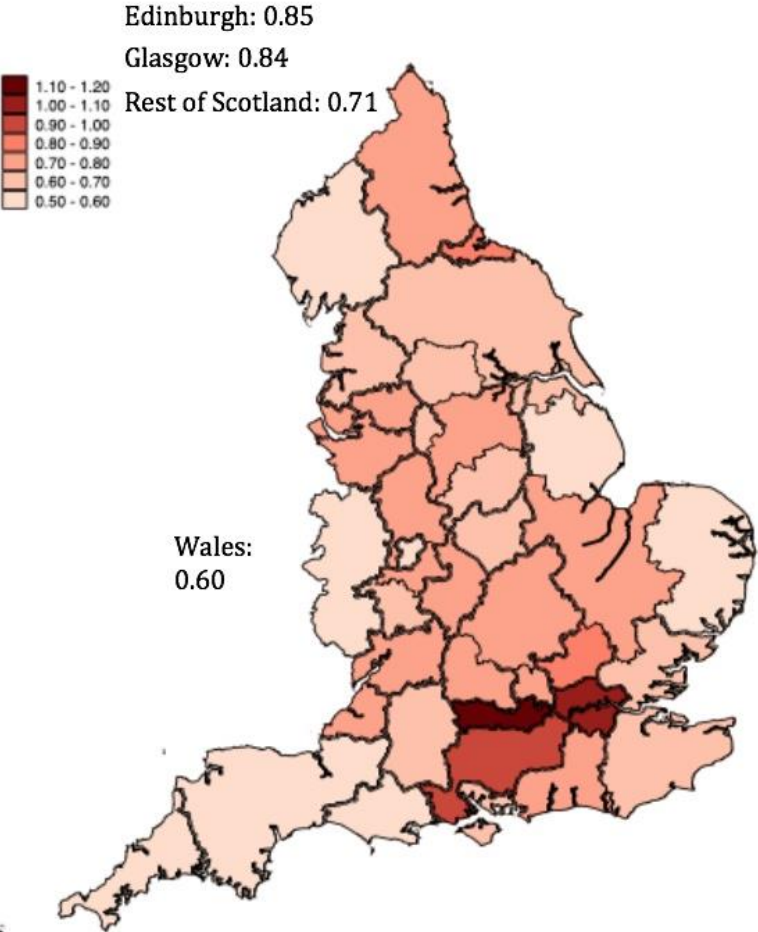 Edinburgh: 0.85
Glasgow: 0.84
Rest of Scotland: 0.71
1.10 - 1.20
1.00 - 1.10
0.90 - 1.00
0.80 - 0.90
0.70 - 0.80
0.60 - 0.70
0.50 - 0.60
Wales:
0.60